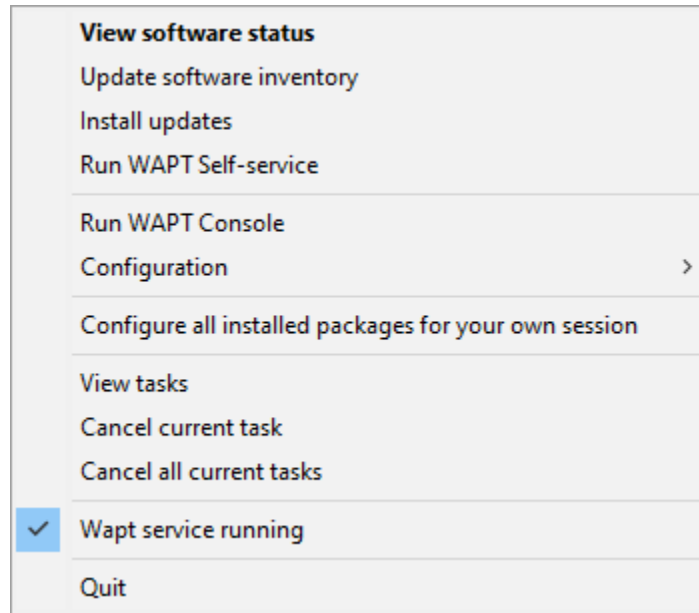 View software status
Update software inventory
Install updates
Run WAPT Self-service
Run WAPT Console
Configuration
Configure all installed packages for your own session
View tasks
Cancel current task
Cancel all current tasks
Wapt service running
Quit